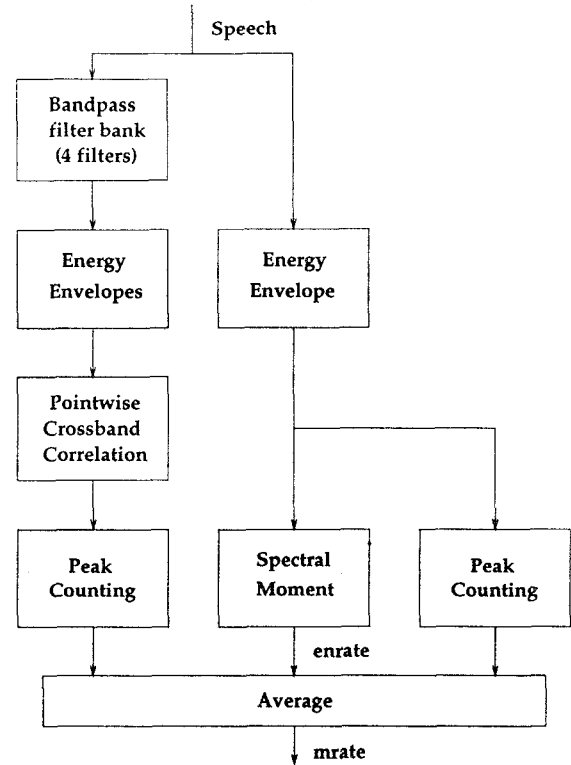 Speech
Bandpass
filter bank
(4 filters)
Energy
Envelopes
Energy
Envelope
Pointwise
Crossband
Correlation
Peak
Counting
Spectral
Moment
Peak
Counting
enrate
Average
mrate